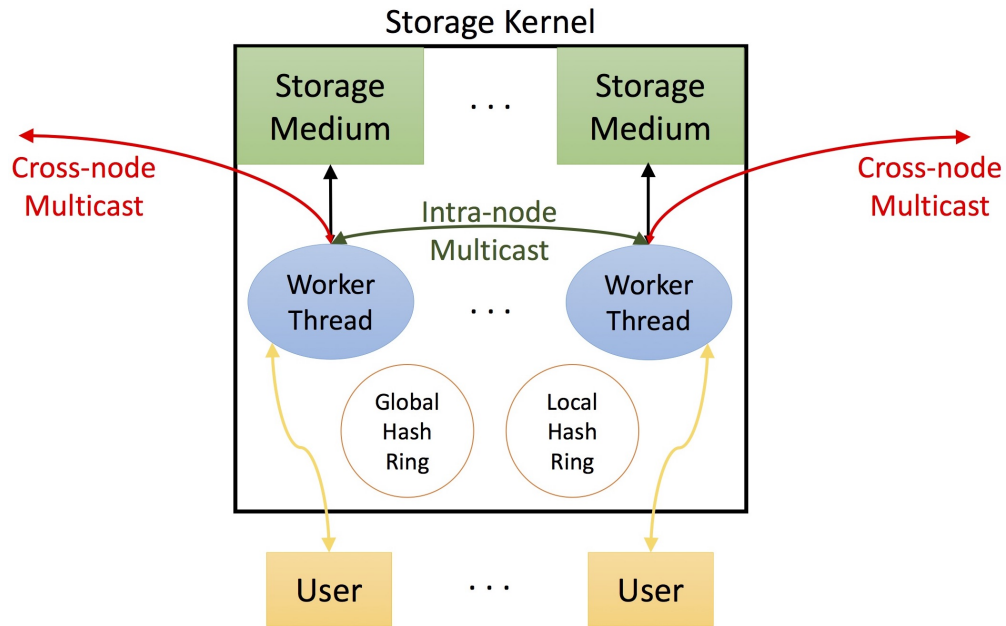 Storage Kernel
Storage
Medium
. . .
Storage
Medium
Cross-node
Multicast
Intra-node
Multicast
Cross-node
Multicast
Worker
Thread
. . .
Worker
Thread
Global
Hash
Ring
Local
Hash
Ring
User
. . .
User